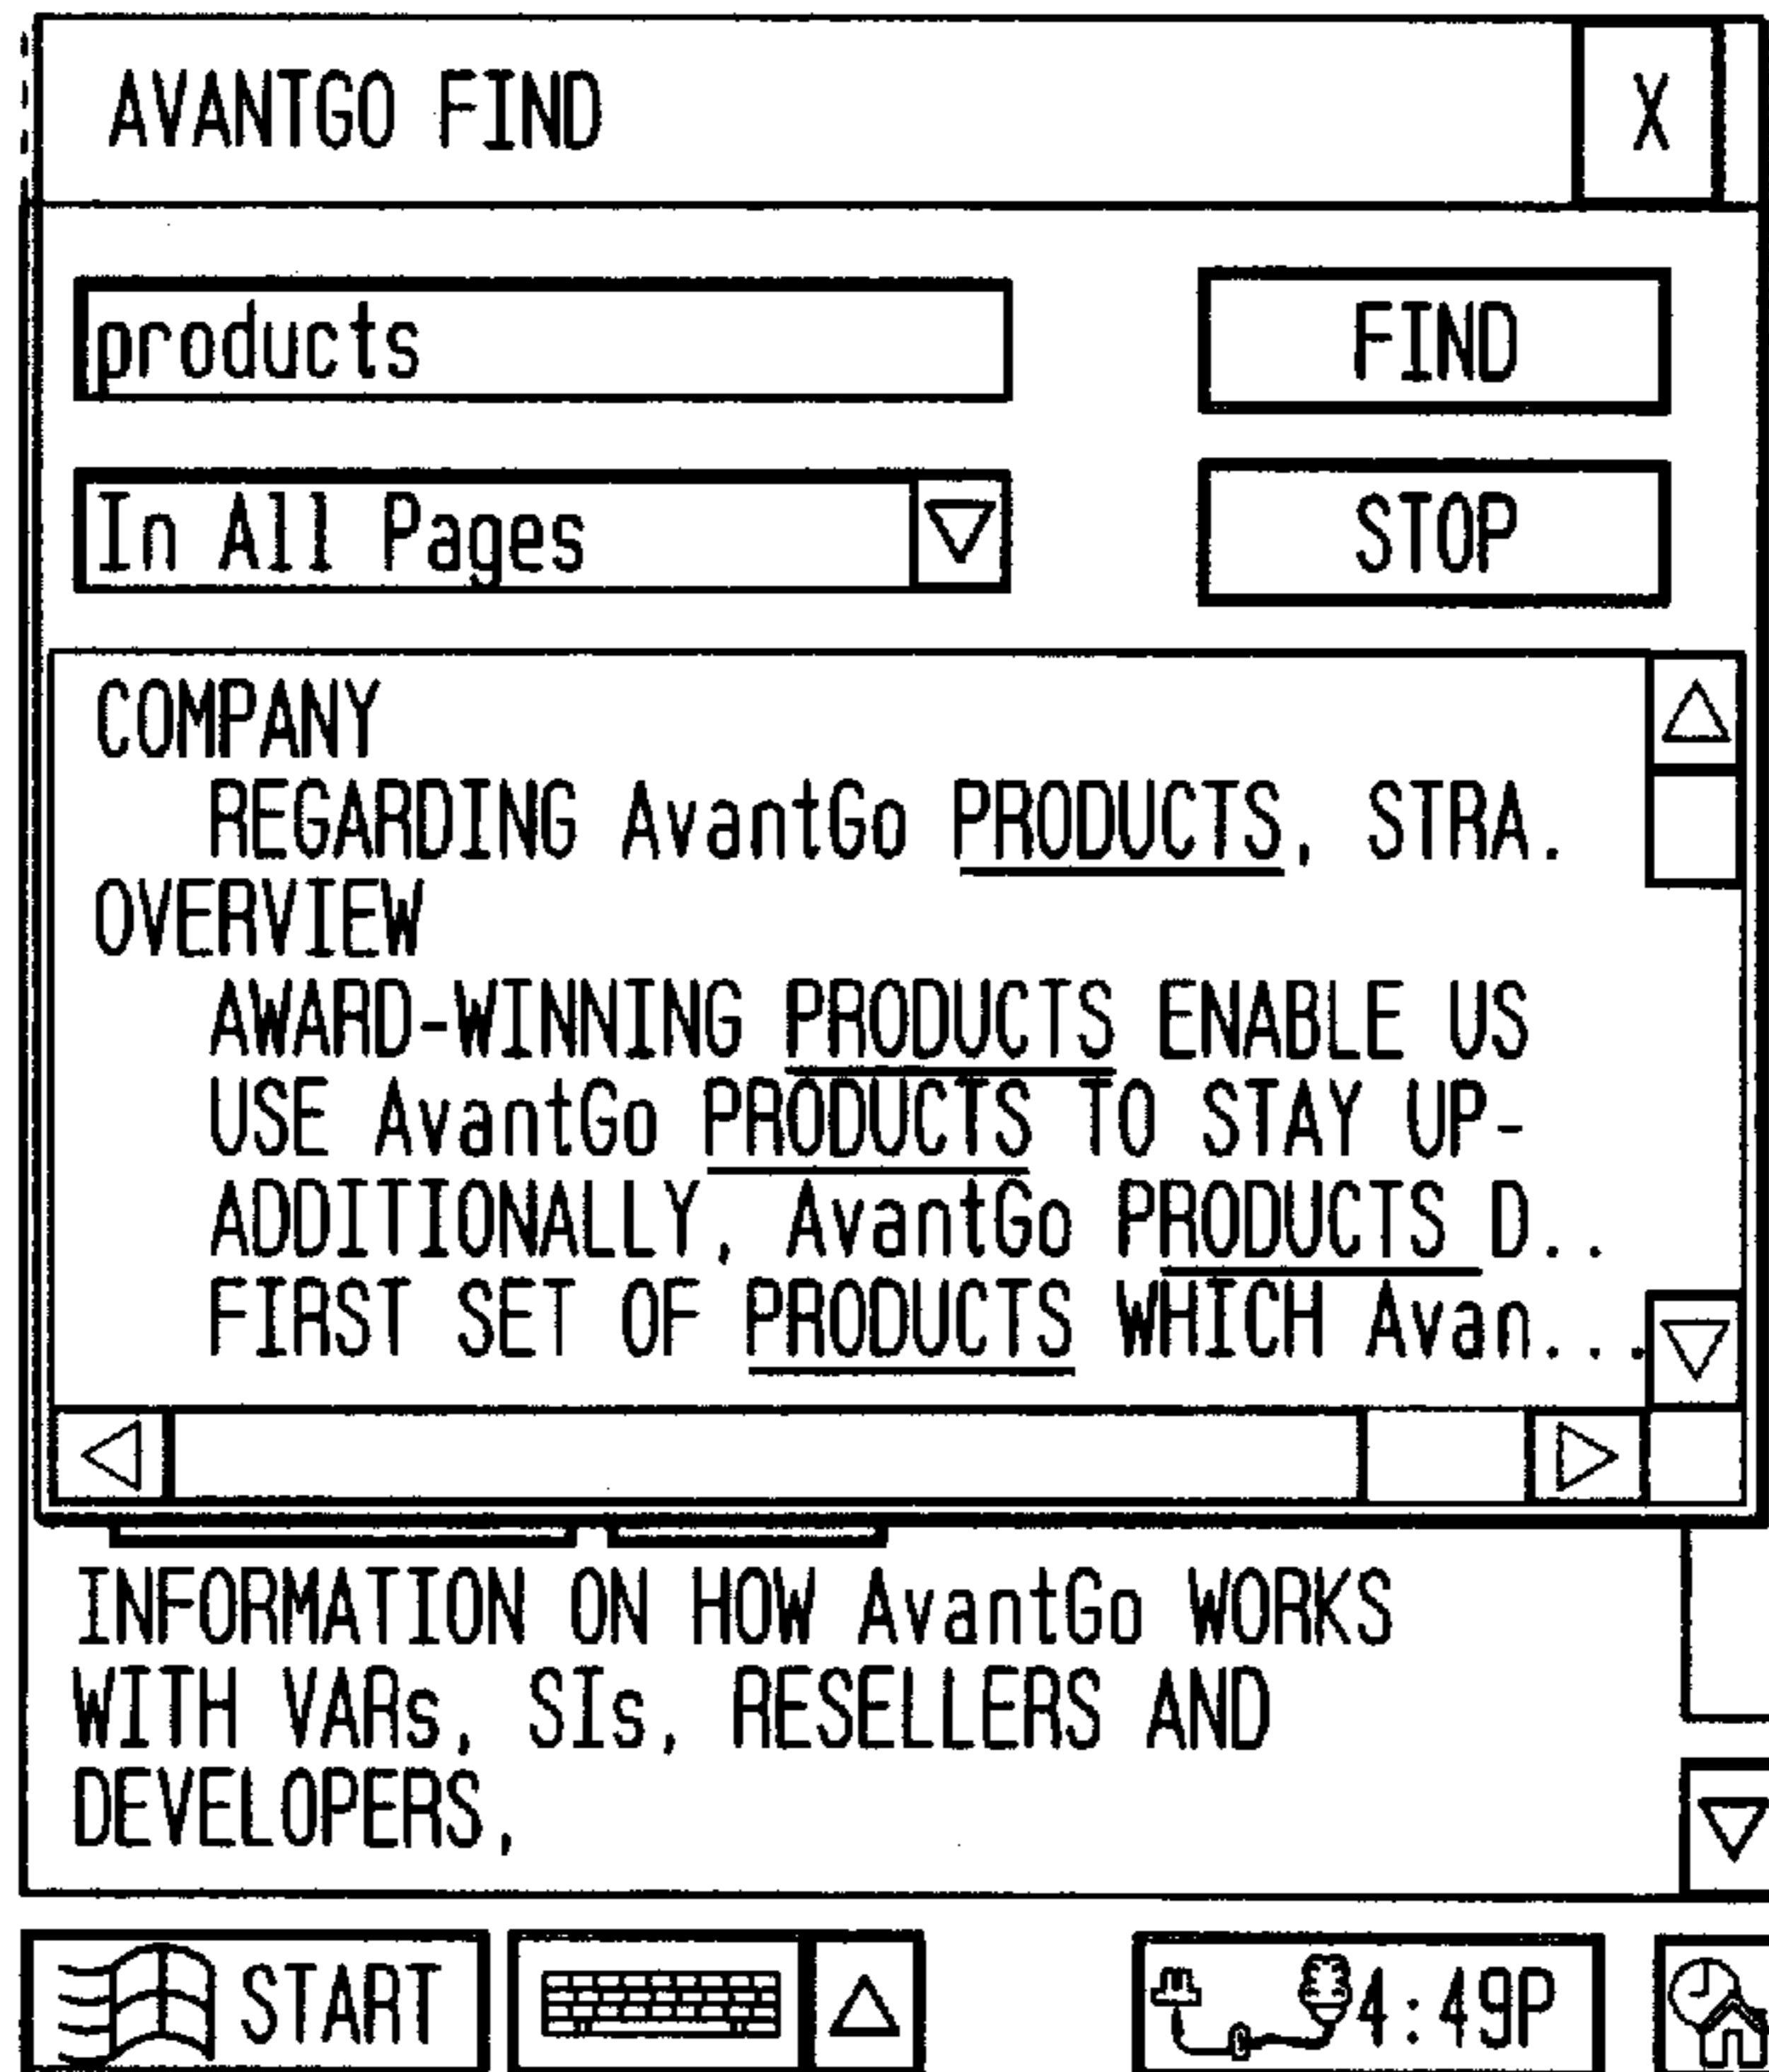 AVANTGO FIND X
products FIND
In All Pages STOP
COMPANY
REGARDING AvantGo PRODUCTS, STRA.
OVERVIEW
AWARD-WINNING PRODUCTS ENABLE US
USE AvantGo PRODUCTS TO STAY UP-
ADDITIONALLY, AvantGo PRODUCTS D..
FIRST SET OF PRODUCTS WHICH Avan...
INFORMATION ON HOW AvantGo WORKS
WITH VARs, SIs, RESELLERS AND
DEVELOPERS,
START 4:49P